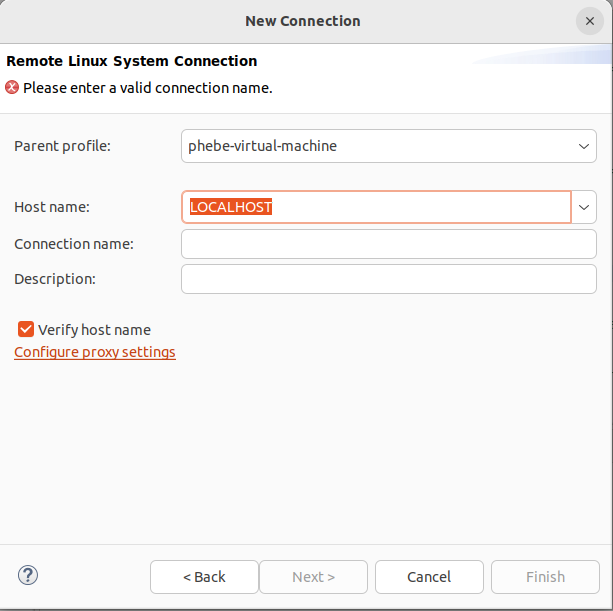 New Connection
Remote Linux System Connection
Please enter a valid connection name.
Parent profile: phebe-virtual-machine
Host name: LOCALHOST
Connection name:
Description:
Verify host name
Configure proxy settings
? < Back Next > Cancel Finish